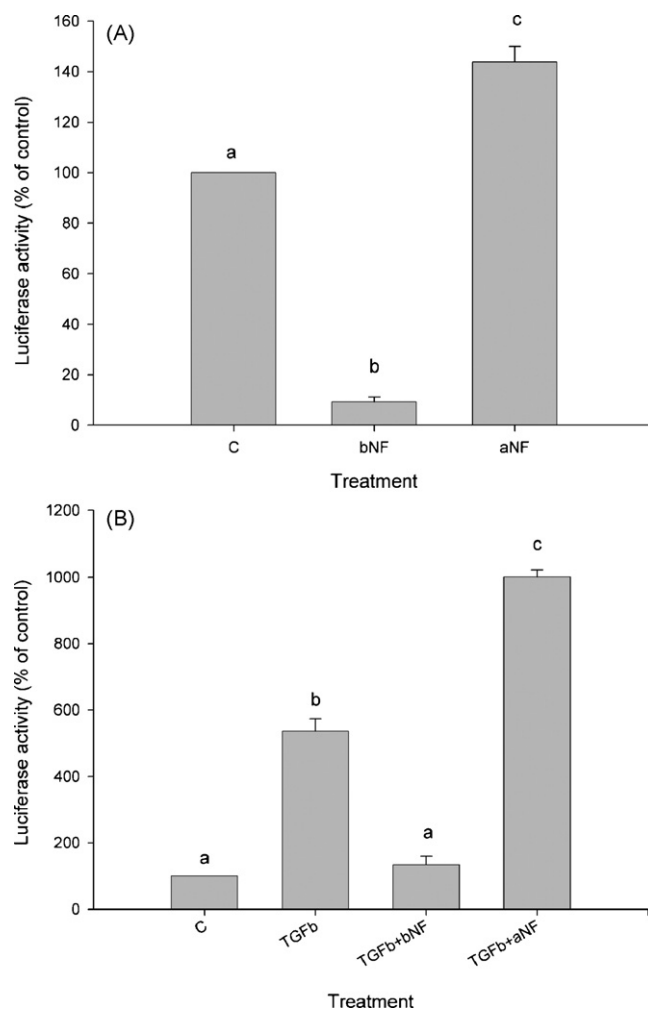 (A)
Luciferase activity (% of control)
160
140
120
100
80
60
40
20
0
a
b
c
C
bNF
aNF
Treatment
(B)
Luciferase activity (% of control)
1200
1000
800
600
400
200
0
a
b
a
c
C
TGFb
TGFb+bNF
TGFb+aNF
Treatment